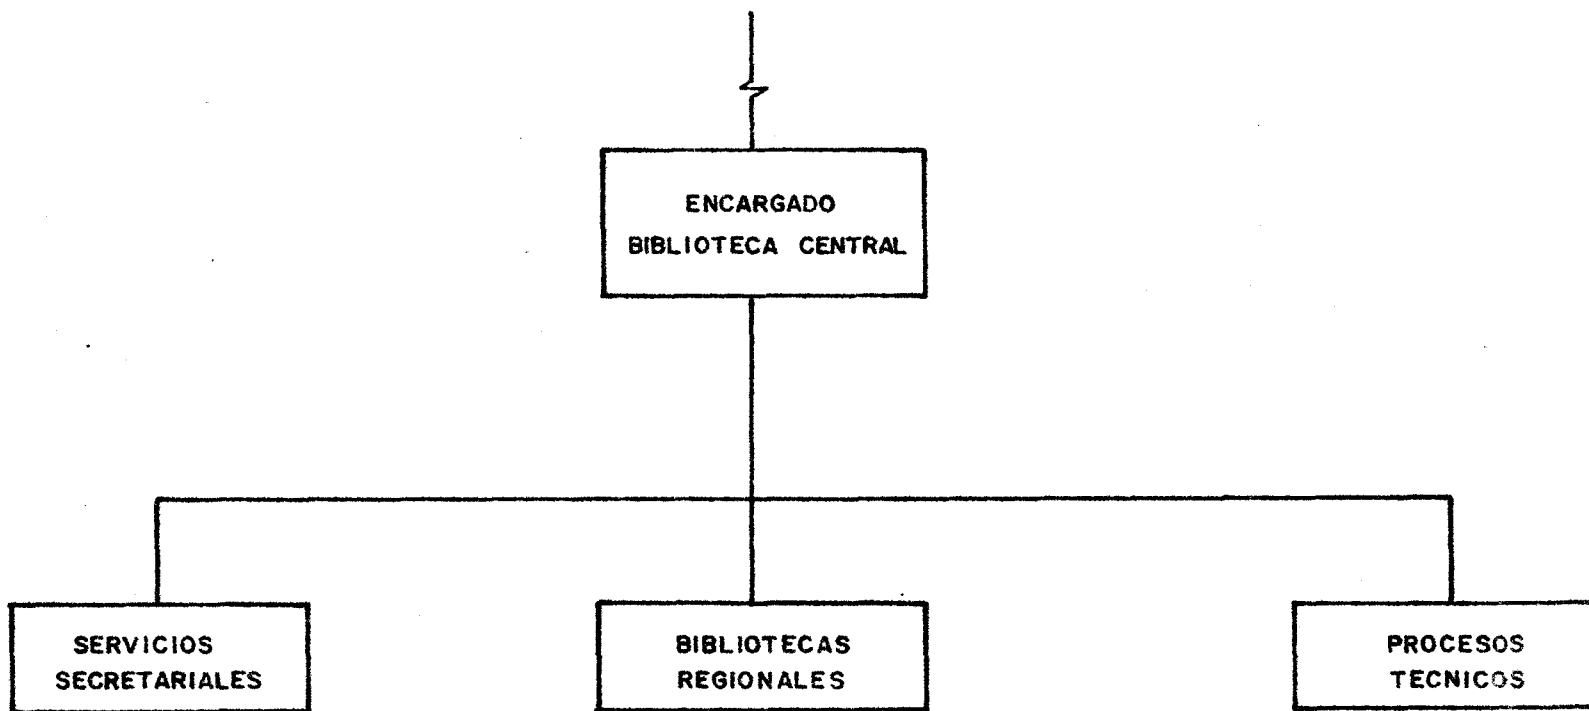 ENCARGADO
BIBLIOTECA CENTRAL
SERVICIOS
SECRETARIALES
BIBLIOTECAS
REGIONALES
PROCESOS
TECNICOS